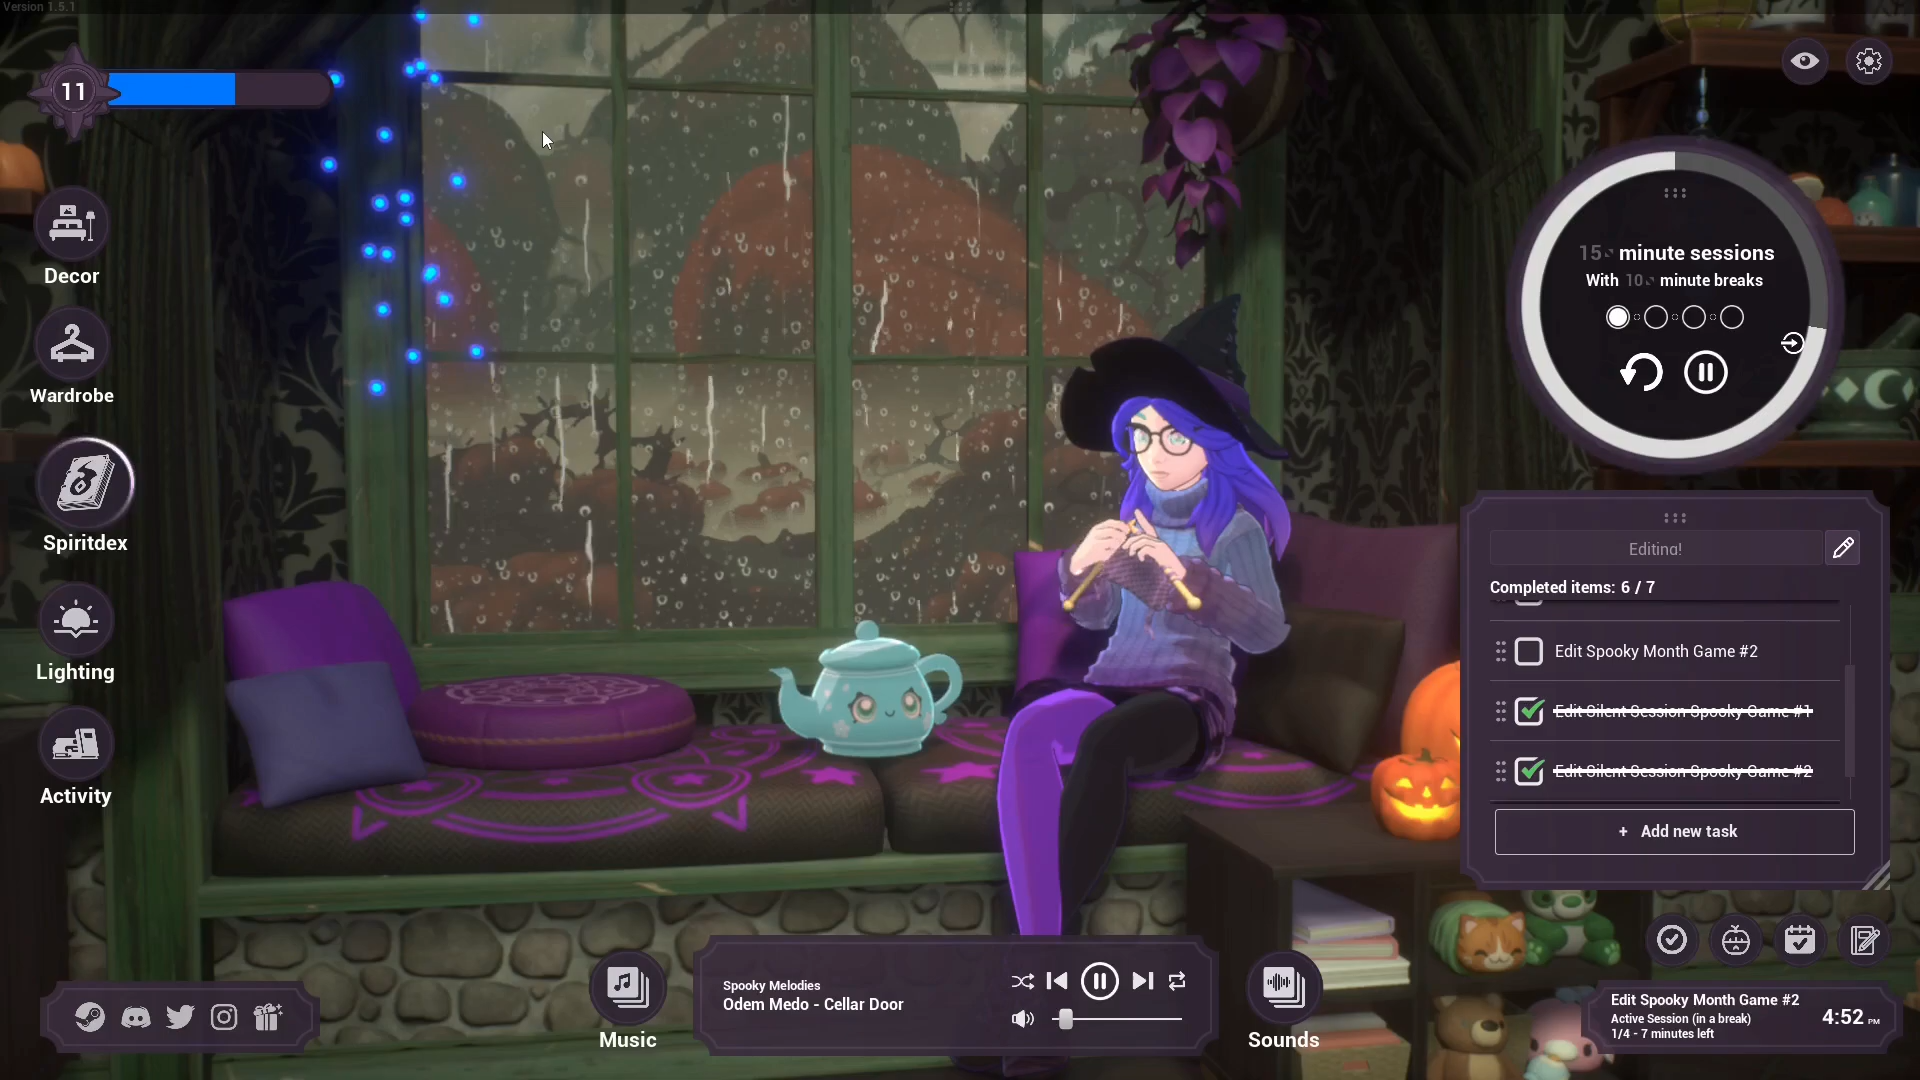 Version 1.5.1
11
Decor
Wardrobe
Spiritdex
Lighting
Activity
15 minute sessions
With 10 minute breaks
Editing!
Completed items: 6 / 7
Edit Spooky Month Game #2
Edit Silent Session Spooky Game #1
Edit Silent Session Spooky Game #2
+ Add new task
Spooky Melodies
Odem Medo - Cellar Door
Music
Sounds
Edit Spooky Month Game #2
Active Session (in a break)
1/4 - 7 minutes left
4:52 PM